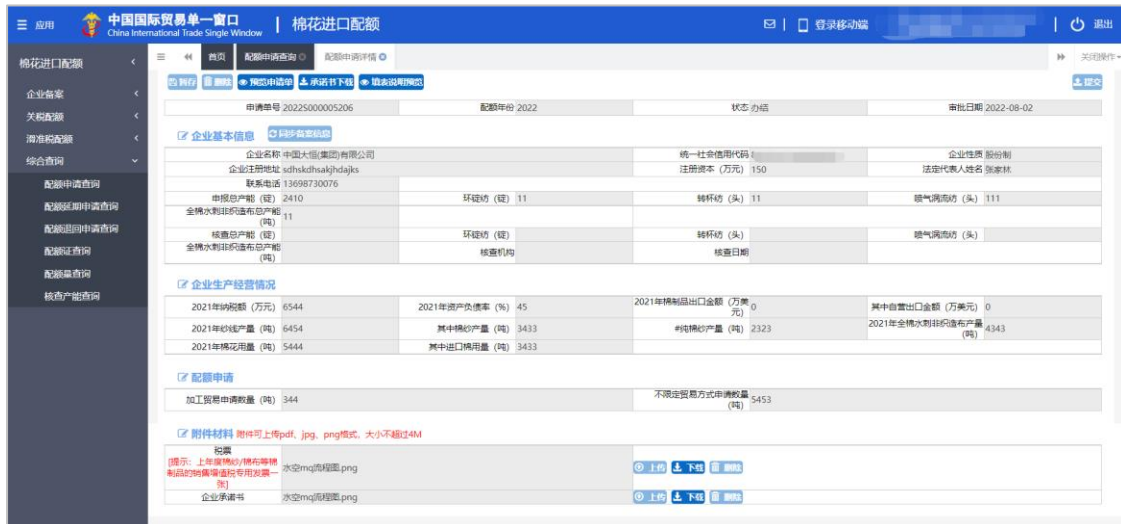 应用 中国国际贸易单一窗口 棉花进口配额 登录移动端 退出
China International Trade Single Window
棉花进口配额 首页 配额申请查询 配额申请详情 关闭操作
企业备案
关税配额
滑准税配额
综合查询
配额申请查询
配额延期申请查询
配额退回申请查询
配额证查询
配额量查询
核查产能查询
暂存 删除 预览申请单 承诺书下载 填表说明预览 提交
申请单号 2022S000005206 配额年份 2022 状态 办结 审批日期 2022-08-02
企业基本信息 同步备案信息
企业名称 中国大恒(集团)有限公司 统一社会信用代码 企业性质 股份制
企业注册地址 sdhskdhsakjhdajks 注册资本（万元） 150 法定代表人姓名 张家林
联系电话 13698730076
申报总产能（锭） 2410 环锭纺（锭） 11 转杯纺（头） 11 喷气涡流纺（头） 111
全棉水刺非织造布总产能（吨） 11
核查总产能（锭） 环锭纺（锭） 转杯纺（头） 喷气涡流纺（头）
全棉水刺非织造布总产能（吨） 核查机构 核查日期
企业生产经营情况
2021年纳税额（万元） 6544 2021年资产负债率（%） 45 2021年棉制品出口金额（万美元） 0 其中自营出口金额（万美元） 0
2021年纱线产量（吨） 6454 其中棉纱产量（吨） 3433 #纯棉纱产量（吨） 2323 2021年全棉水刺非织造布产量（吨） 4343
2021年棉花用量（吨） 5444 其中进口棉用量（吨） 3433
配额申请
加工贸易申请数量（吨） 344 不限定贸易方式申请数量（吨） 5453
附件材料 附件可上传pdf、jpg、png格式，大小不超过4M
税票
[提示：上年度棉纱/棉布等棉制品的销售增值税专用发票一张] 水空mq流程图.png 上传 下载 删除
企业承诺书 水空mq流程图.png 上传 下载 删除